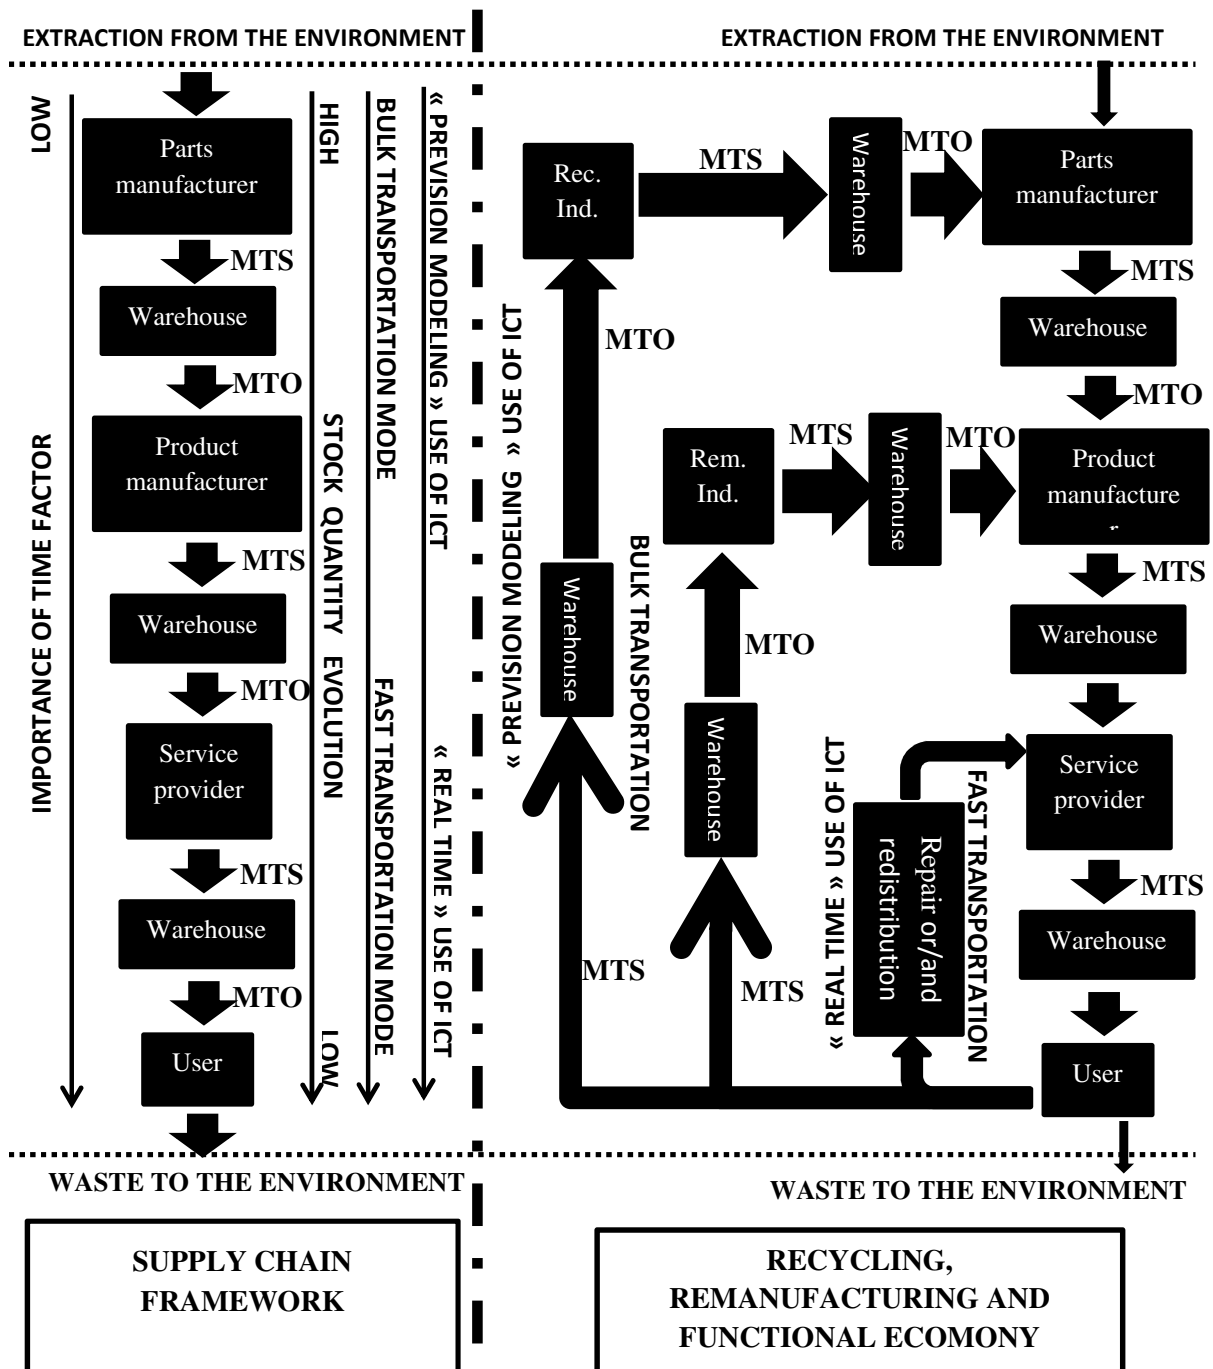 EXTRACTION FROM THE ENVIRONMENT
LOW
IMPORTANCE OF TIME FACTOR
Parts
manufacturer
MTS
Warehouse
MTO
Product
manufacturer
MTS
Warehouse
MTO
Service
provider
MTS
Warehouse
MTO
User
HIGH
STOCK QUANTITY EVOLUTION
LOW
BULK TRANSPORTATION MODE
FAST TRANSPORTATION MODE
« PREVISION MODELING » USE OF ICT
« REAL TIME » USE OF ICT
WASTE TO THE ENVIRONMENT
SUPPLY CHAIN
FRAMEWORK
EXTRACTION FROM THE ENVIRONMENT
Rec.
Ind.
MTS
Warehouse
MTO
Parts
manufacturer
MTS
Warehouse
MTO
« PREVISION MODELING » USE OF ICT
MTO
Warehouse
MTS
BULK TRANSPORTATION
Rem.
Ind.
MTS
Warehouse
MTO
Product
manufacture
r
MTS
Warehouse
MTO
Warehouse
MTS
« REAL TIME » USE OF ICT
Repair or/and
redistribution
FAST TRANSPORTATION
Service
provider
MTS
Warehouse
User
WASTE TO THE ENVIRONMENT
RECYCLING,
REMANUFACTURING AND
FUNCTIONAL ECOMONY